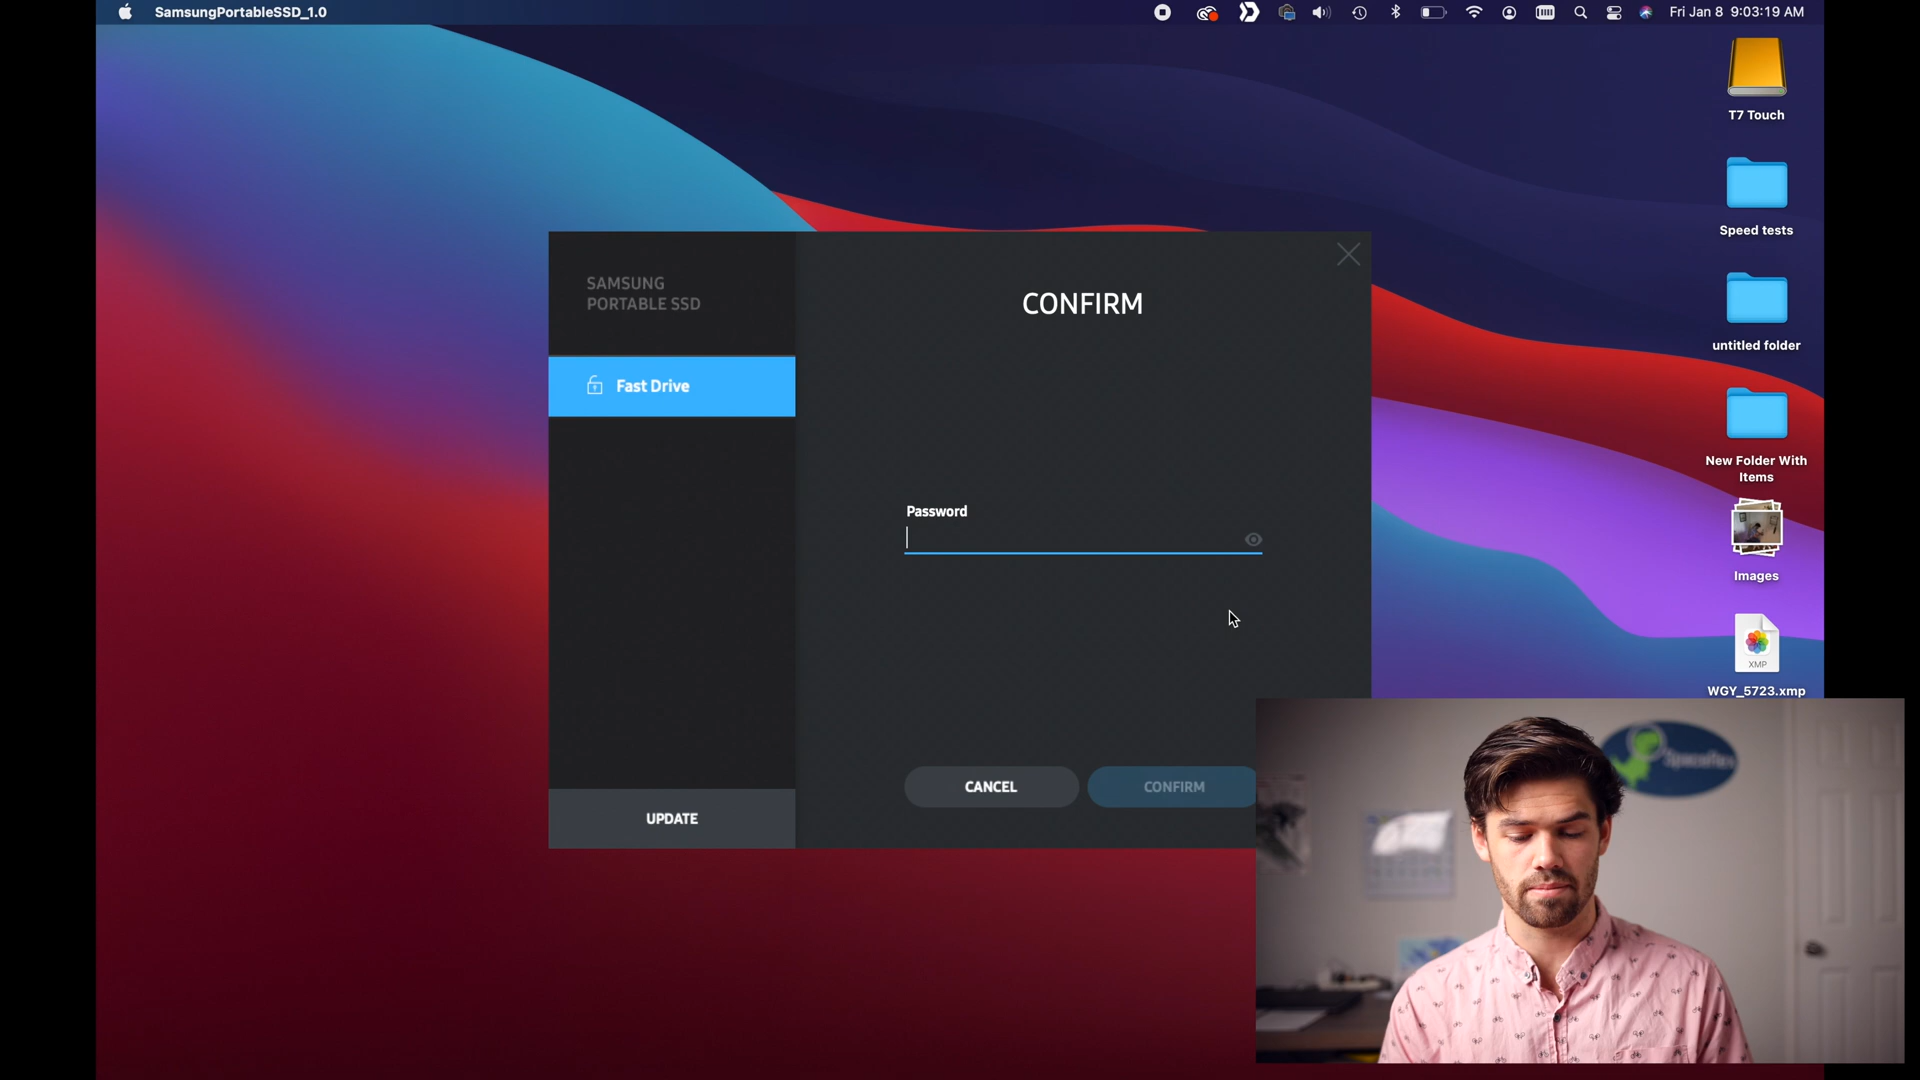 SamsungPortableSSD_1.0
Fri Jan 8 9:03:19 AM
T7 Touch
Speed tests
untitled folder
New Folder With
Items
Images
XMP
WGY_5723.xmp
SAMSUNG
PORTABLE SSD
Fast Drive
UPDATE
CONFIRM
Password
CANCEL
CONFIRM